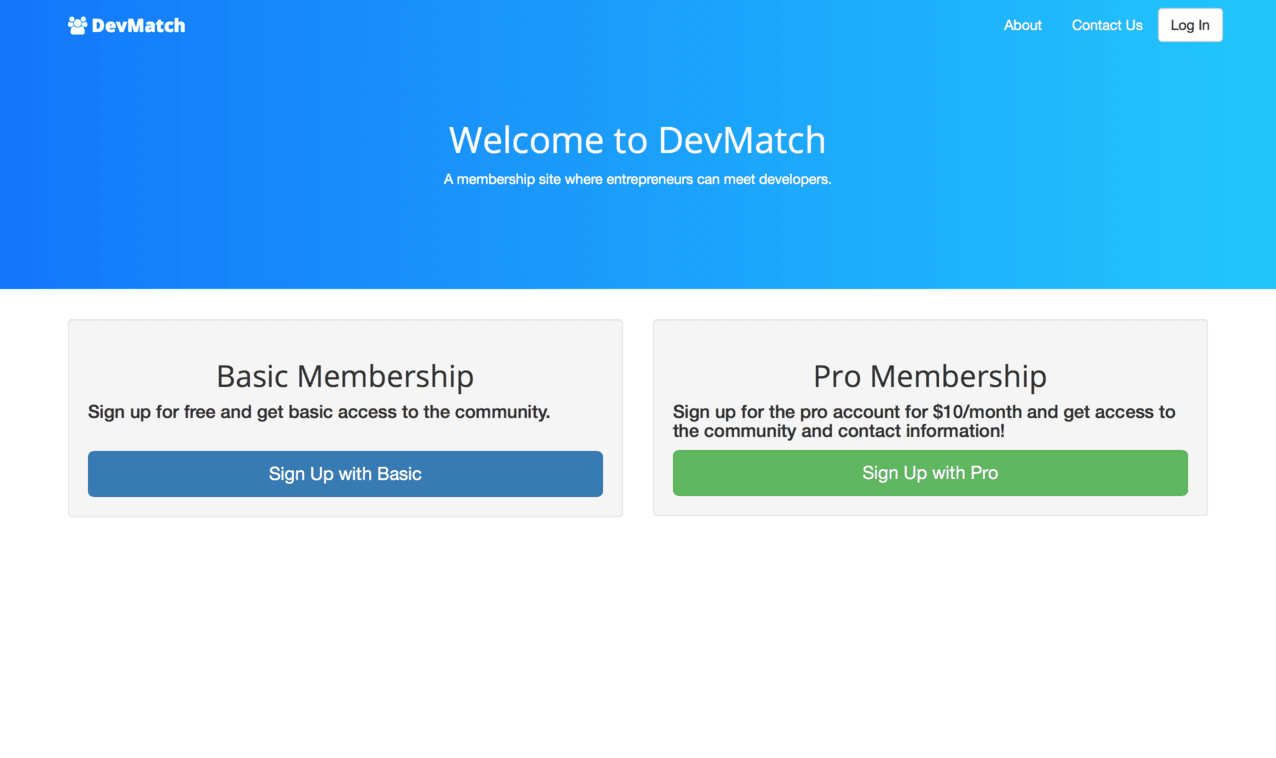 DevMatch
About
Contact Us
Log In
Welcome to DevMatch
A membership site where entrepreneurs can meet developers.
Basic Membership
Sign up for free and get basic access to the community.
Sign Up with Basic
Pro Membership
Sign up for the pro account for $10/month and get access to
the community and contact information!
Sign Up with Pro